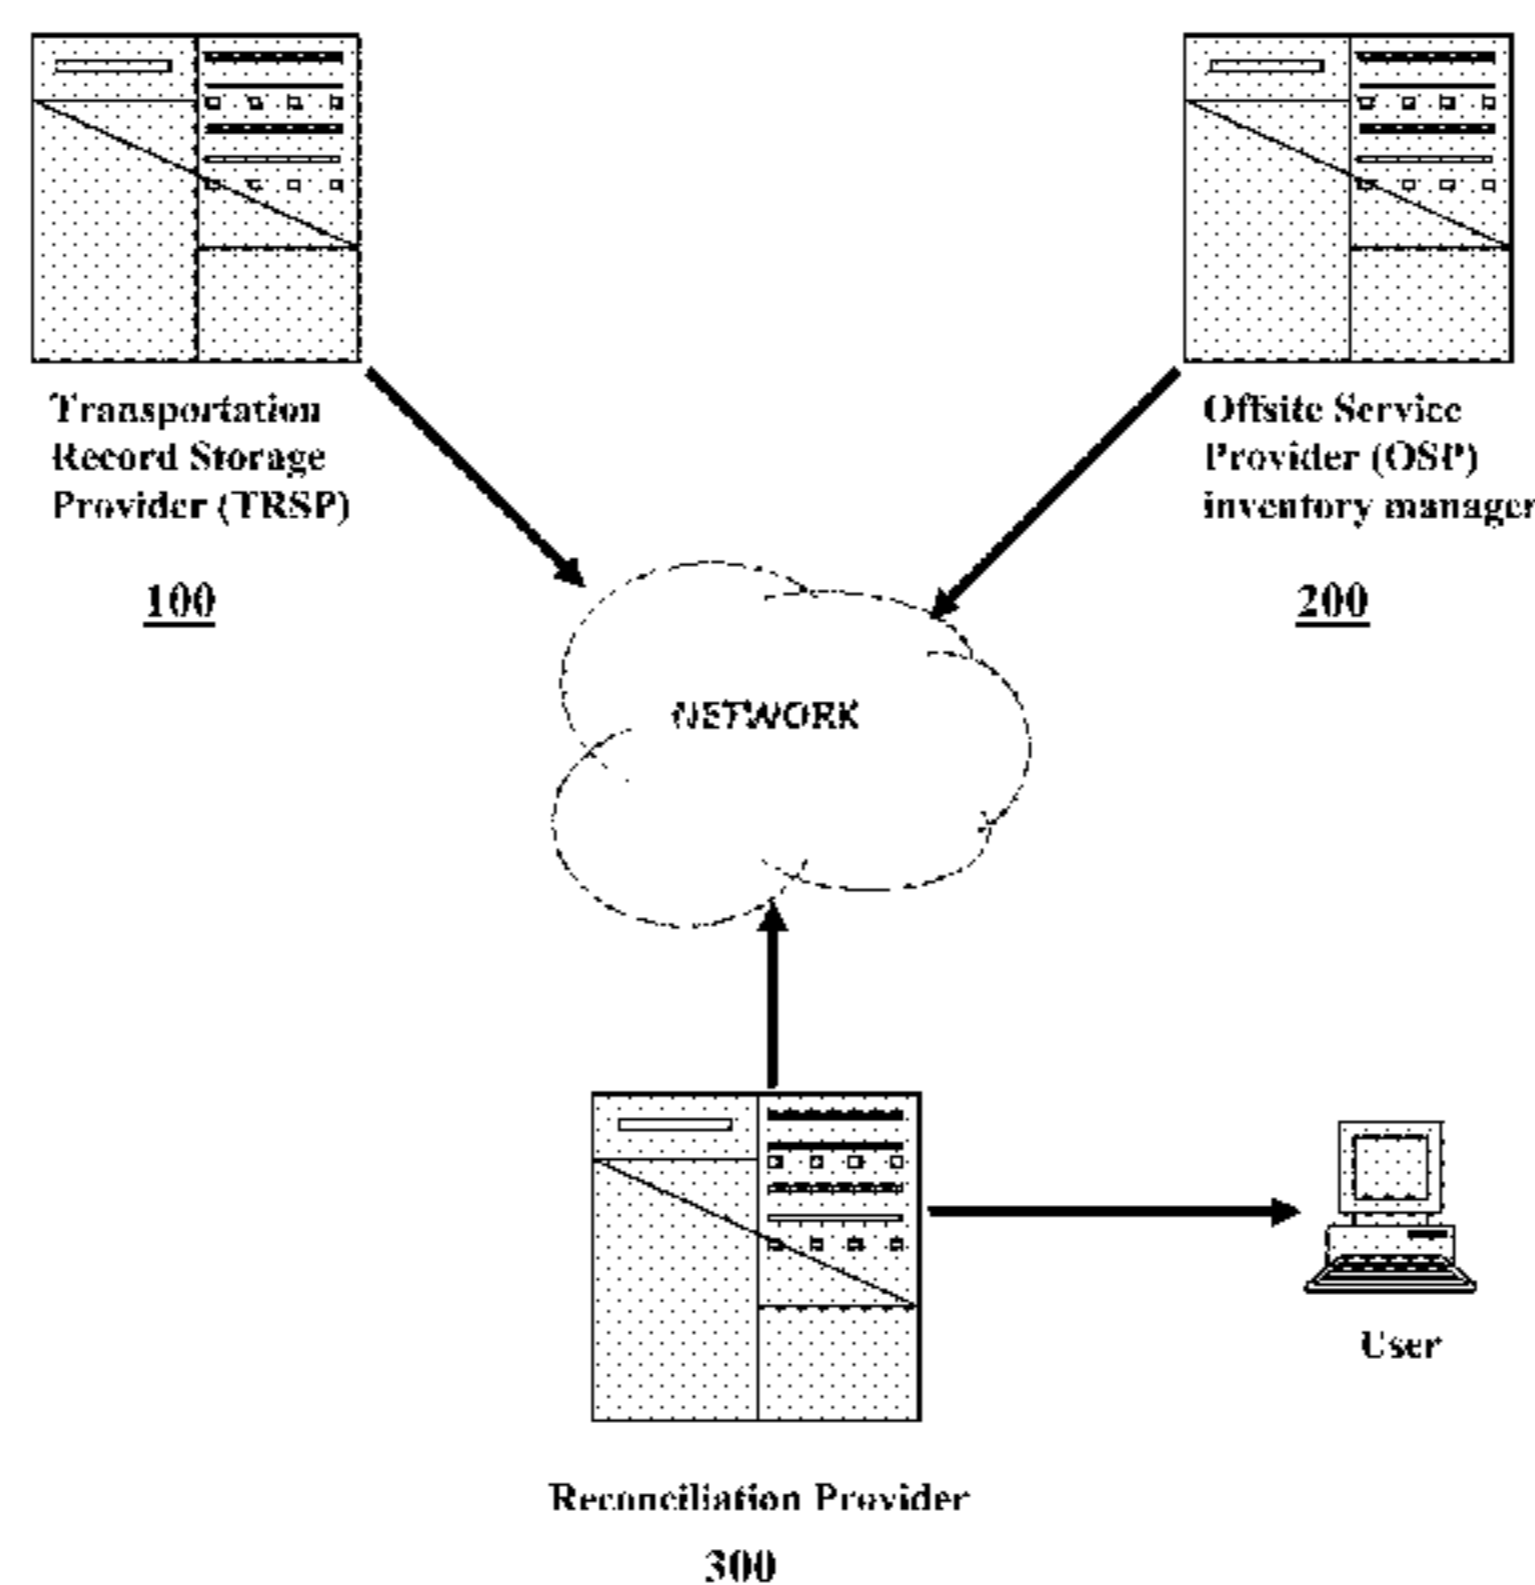 Transportation
Record Storage
Provider (TRSP)
100
Offsite Service
Provider (OSP)
inventory manager
200
NETWORK
User
Reconciliation Provider
300